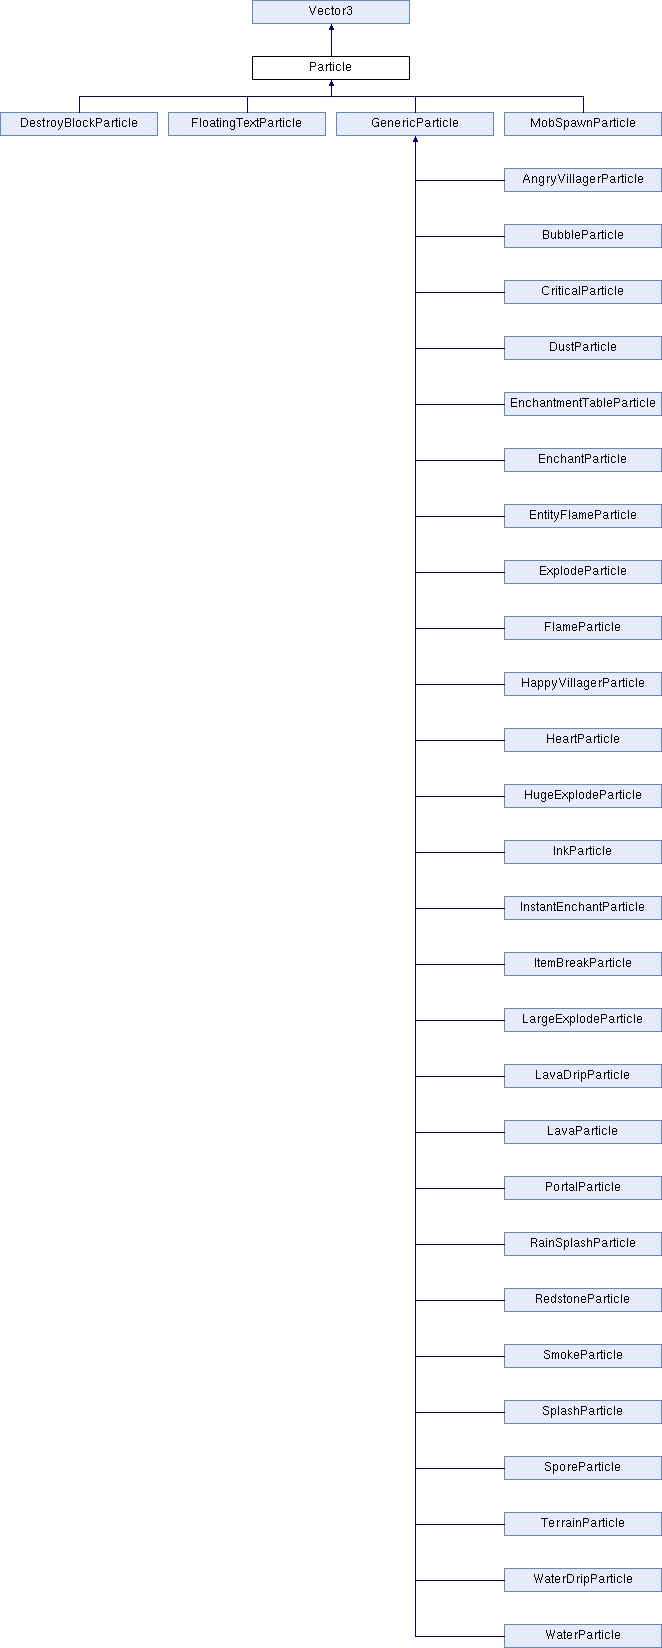 Vector3
Particle
DestroyBlockParticle
FloatingTextParticle
GenericParticle
MobSpawnParticle
AngryVillagerParticle
BubbleParticle
CriticalParticle
DustParticle
EnchantmentTableParticle
EnchantParticle
EntityFlameParticle
ExplodeParticle
FlameParticle
HappyVillagerParticle
HeartParticle
HugeExplodeParticle
InkParticle
InstantEnchantParticle
ItemBreakParticle
LargeExplodeParticle
LavaDripParticle
LavaParticle
PortalParticle
RainSplashParticle
RedstoneParticle
SmokeParticle
SplashParticle
SporeParticle
TerrainParticle
WaterDripParticle
WaterParticle